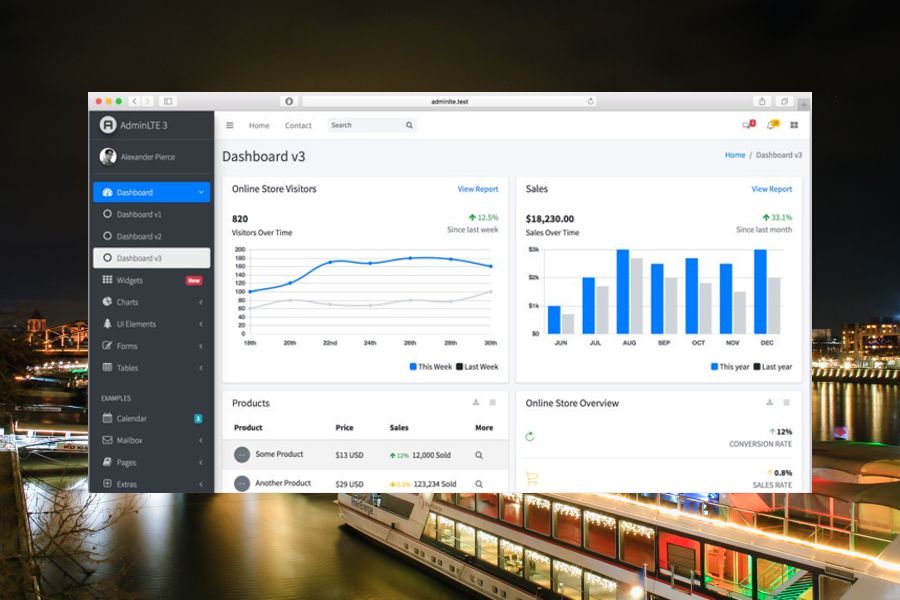 adminlte.test
AdminLTE 3
Home Contact Search
3
Alexander Pierce
Dashboard v3
Home / Dashboard v3
Dashboard
Dashboard v1
Dashboard v2
Dashboard v3
Widgets New
Charts
UI Elements
Forms
Tables
EXAMPLES
Calendar 2
Mailbox
Pages
Extras
Online Store Visitors View Report
820 12.5%
Visitors Over Time Since last week
200
180
160
140
120
100
80
60
40
20
0
18th 20th 22nd 24th 26th 28th 30th
This Week Last Week
Sales View Report
$18,230.00 33.1%
Sales Over Time Since last month
$3k
$2k
$1k
$0
JUN JUL AUG SEP OCT NOV DEC
This year Last year
Products
Product Price Sales More
Some Product $13 USD 12% 12,000 Sold
Another Product $29 USD 0.5% 123,234 Sold
Online Store Overview
12%
CONVERSION RATE
0.8%
SALES RATE